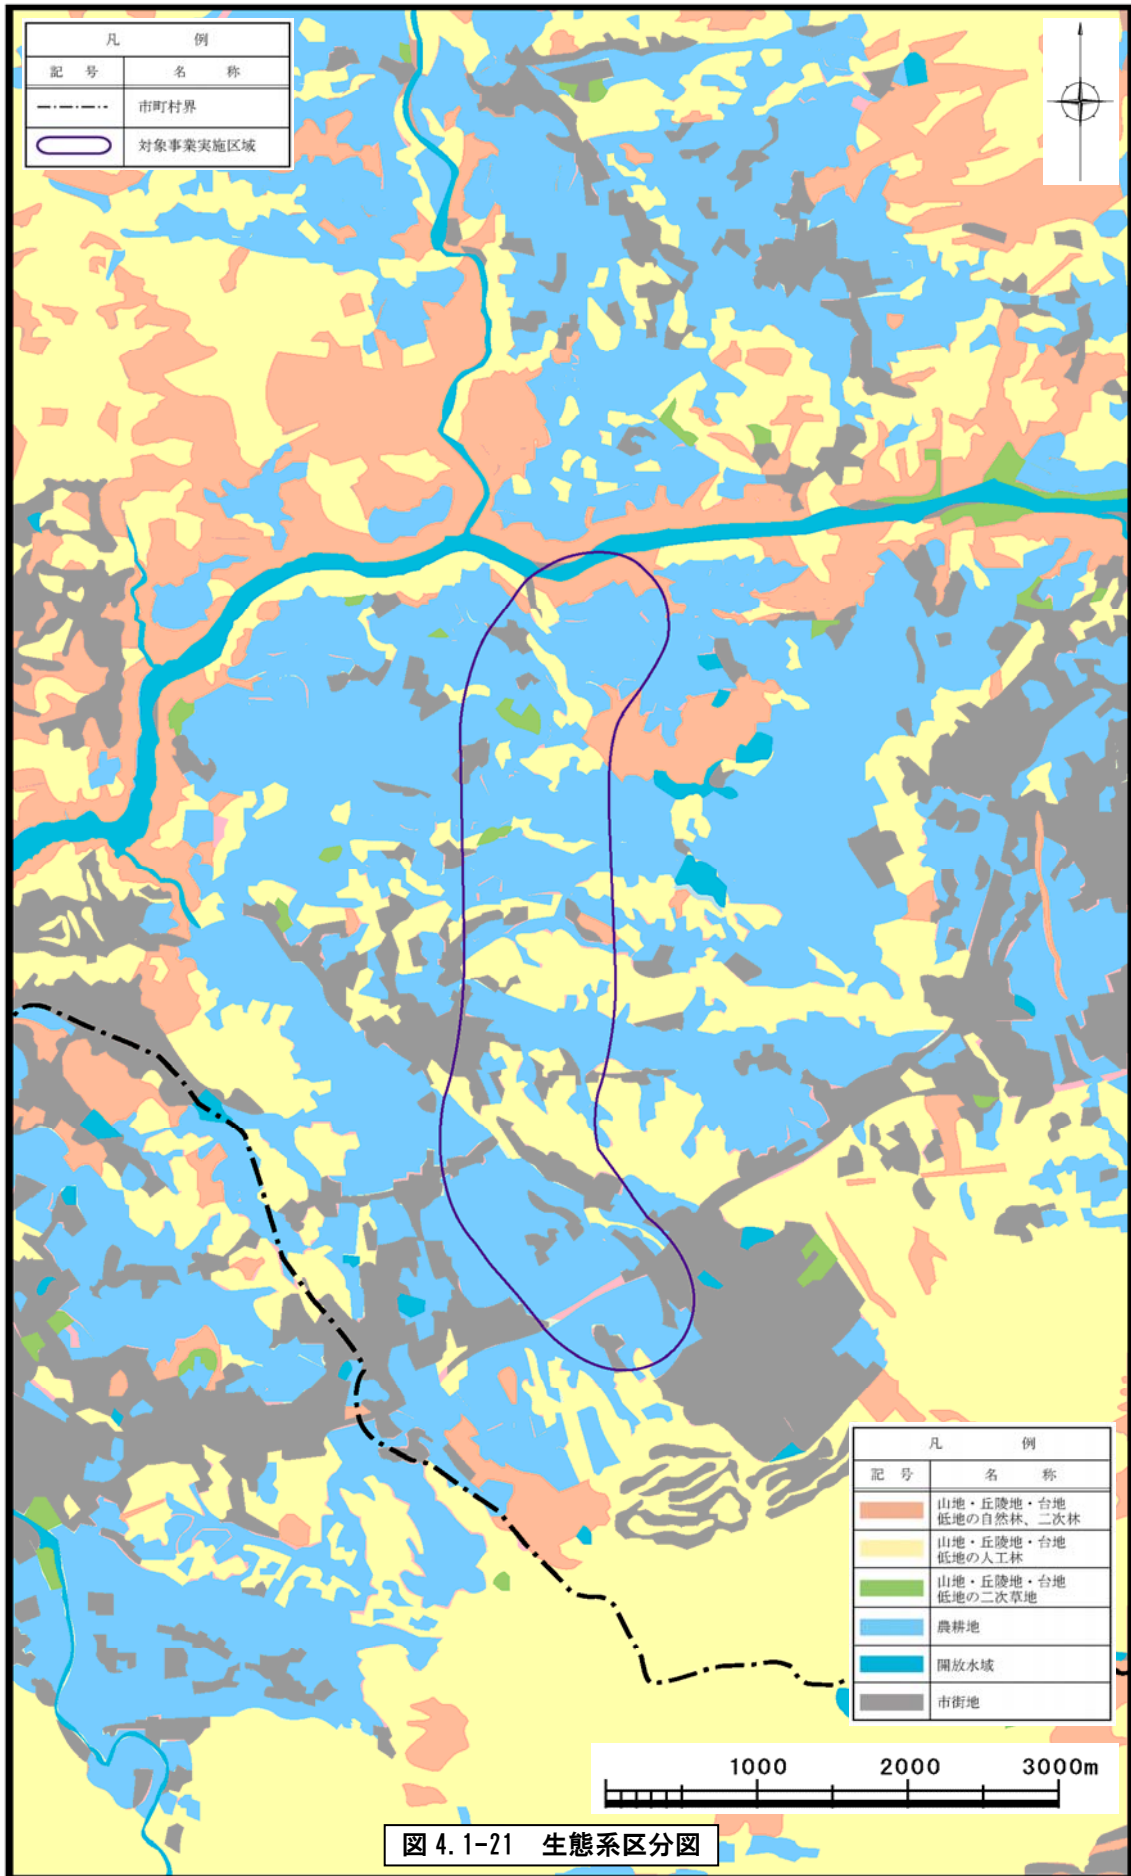 凡 例
記 号 名 称
市町村界
対象事業実施区域
凡 例
記 号 名 称
山地・丘陵地・台地
低地の自然林、二次林
山地・丘陵地・台地
低地の人工林
山地・丘陵地・台地
低地の二次草地
農耕地
開放水域
市街地
1000 2000 3000m
図 4.1-21 生態系区分図